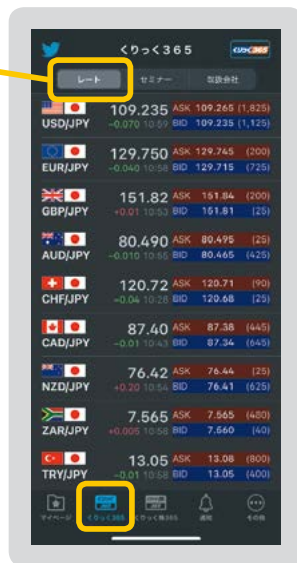 くりっく365
レート セミナー 取扱会社
109.235 ASK 109.265 (1,825)
USD/JPY -0.070 10:59 BID 109.235 (1,125)
129.750 ASK 129.745 (200)
EUR/JPY -0.040 10:58 BID 129.715 (725)
151.82 ASK 151.84 (200)
GBP/JPY +0.01 10:53 BID 151.81 (25)
80.490 ASK 80.495 (25)
AUD/JPY -0.010 10:55 BID 80.465 (425)
120.72 ASK 120.71 (90)
CHF/JPY -0.04 10:28 BID 120.68 (25)
87.40 ASK 87.38 (445)
CAD/JPY -0.01 10:43 BID 87.34 (645)
76.42 ASK 76.44 (25)
NZD/JPY +0.20 10:54 BID 76.41 (625)
7.565 ASK 7.565 (480)
ZAR/JPY +0.005 10:58 BID 7.560 (40)
13.05 ASK 13.08 (800)
TRY/JPY -0.01 10:58 BID 13.05 (400)
マイページ くりっく365 くりっく株365 通知 その他